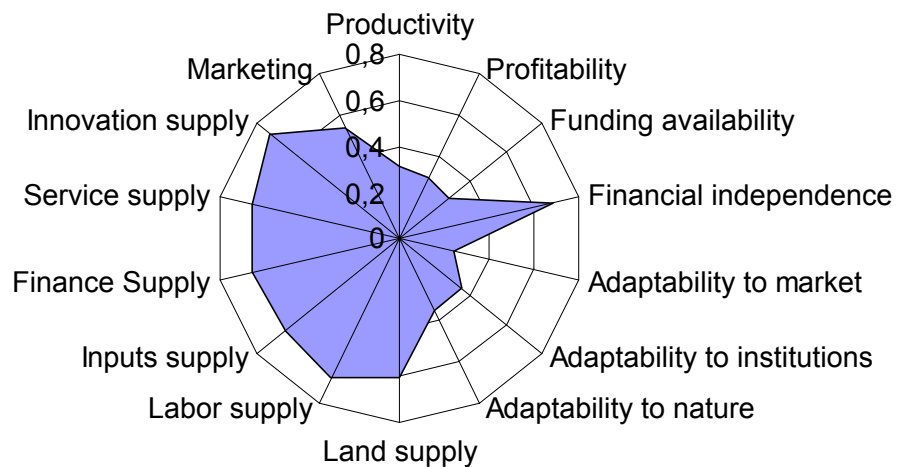 Productivity
0,8
Marketing
Profitability
0,6
Innovation supply
Funding availability
0,4
Service supply
0,2
Financial independence
0
Finance Supply
Adaptability to market
Inputs supply
Adaptability to institutions
Labor supply
Adaptability to nature
Land supply